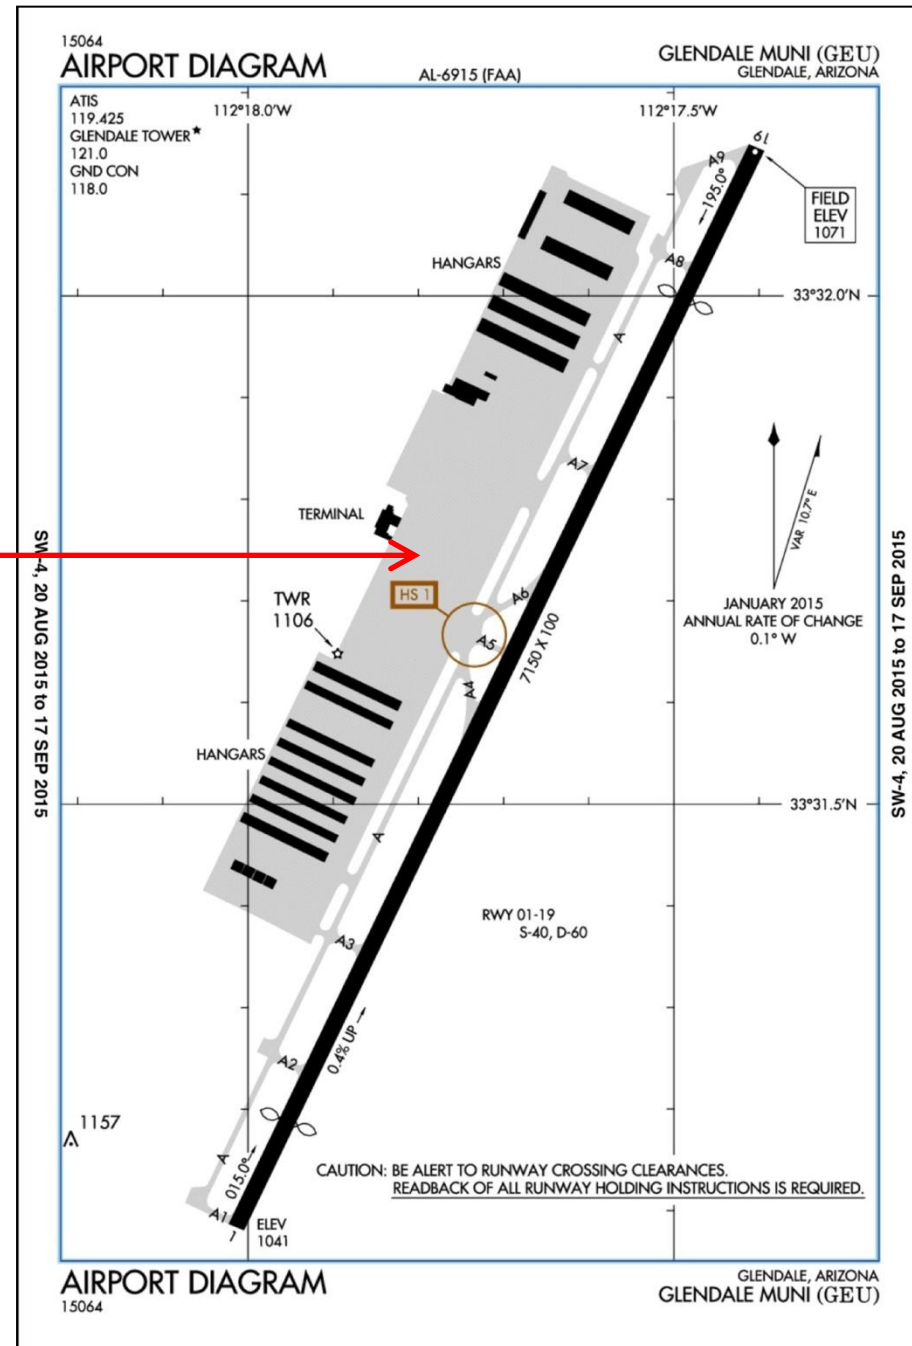 15064
AIRPORT DIAGRAM
AL-6915 (FAA)
GLENDALE MUNI (GEU)
GLENDALE, ARIZONA
ATIS
119.425
GLENDALE TOWER★
121.0
GND CON
118.0
112°18.0'W
112°17.5'W
19
A9
←195.0°
FIELD
ELEV
1071
HANGARS
A8
33°32.0'N
A
A7
TERMINAL
VAR 10.7° E
HS 1
A6
TWR
1106
JANUARY 2015
ANNUAL RATE OF CHANGE
0.1° W
A5
7150 X 100
A4
HANGARS
33°31.5'N
A
RWY 01-19
S-40, D-60
A3
0.4% UP→
A2
1157
A
015.0°→
CAUTION: BE ALERT TO RUNWAY CROSSING CLEARANCES.
READBACK OF ALL RUNWAY HOLDING INSTRUCTIONS IS REQUIRED.
A1
1
ELEV
1041
SW-4, 20 AUG 2015 to 17 SEP 2015
SW-4, 20 AUG 2015 to 17 SEP 2015
AIRPORT DIAGRAM
15064
GLENDALE, ARIZONA
GLENDALE MUNI (GEU)